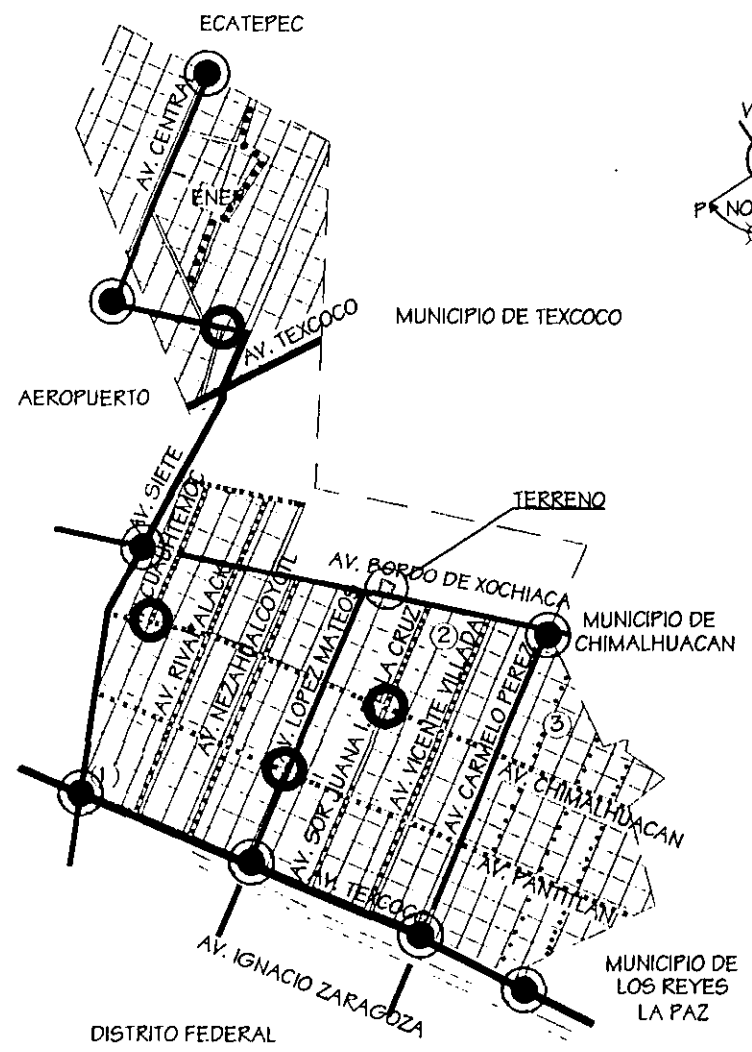 ECATEPEC
AV. CENTRAL
ENEP
V
P
NO
MUNICIPIO DE TEXCOCO
AV. TEXCOCO
AEROPUERTO
AV. SIETE
TERRENO
CUAUHTEMOC
AV. BORDO DE XOCHIACA
AV. RIVA PALACIO
AV. NEZAHUALCOYOTL
AV. LOPEZ MATEOS
LA CRUZ
2
MUNICIPIO DE
CHIMALHUACAN
AV. SOR JUANA I.
AV. VICENTE VILLADA
AV. CARMELO PEREZ
3
AV. CHIMALHUACAN
1
AV. PANTITLAN
AV. TEXCOCO
AV. IGNACIO ZARAGOZA
MUNICIPIO DE
LOS REYES
LA PAZ
DISTRITO FEDERAL